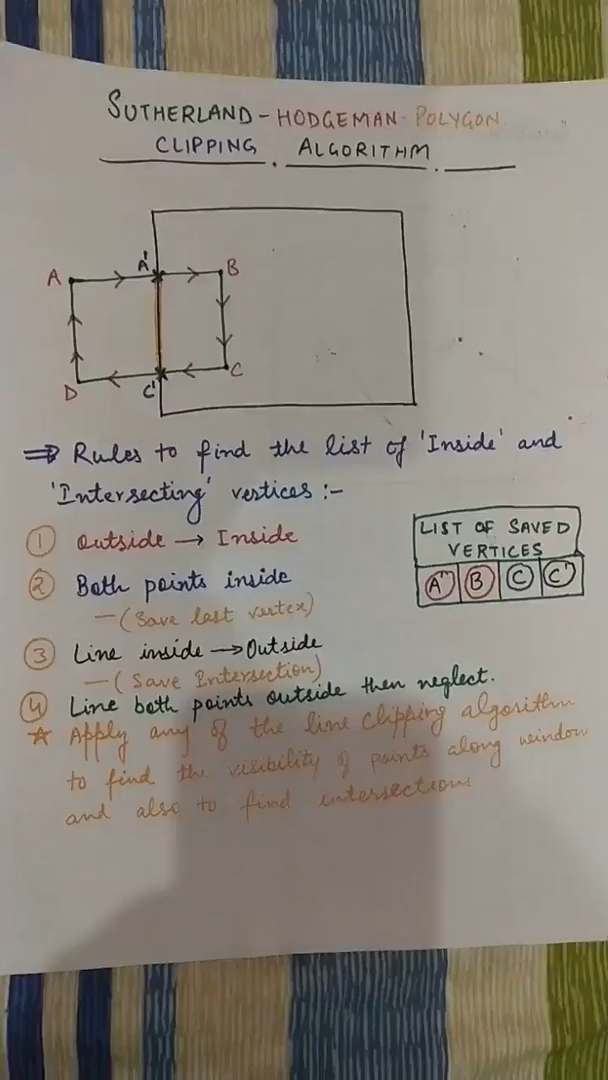 SUTHERLAND - HODGEMAN - POLYGON
CLIPPING ALGORITHM
A A' B
D C' C
⇒ Rules to find the list of 'Inside' and
'Intersecting' vertices :-
① Outside → Inside
② Both points inside
- (Save last vertex)
③ Line inside → Outside
- (Save Intersection)
④ Line both points outside then neglect.
☆ Apply any of the line clipping algorithm
to find the visibility of points along window
and also to find intersections
LIST OF SAVED
VERTICES
A' B C C'